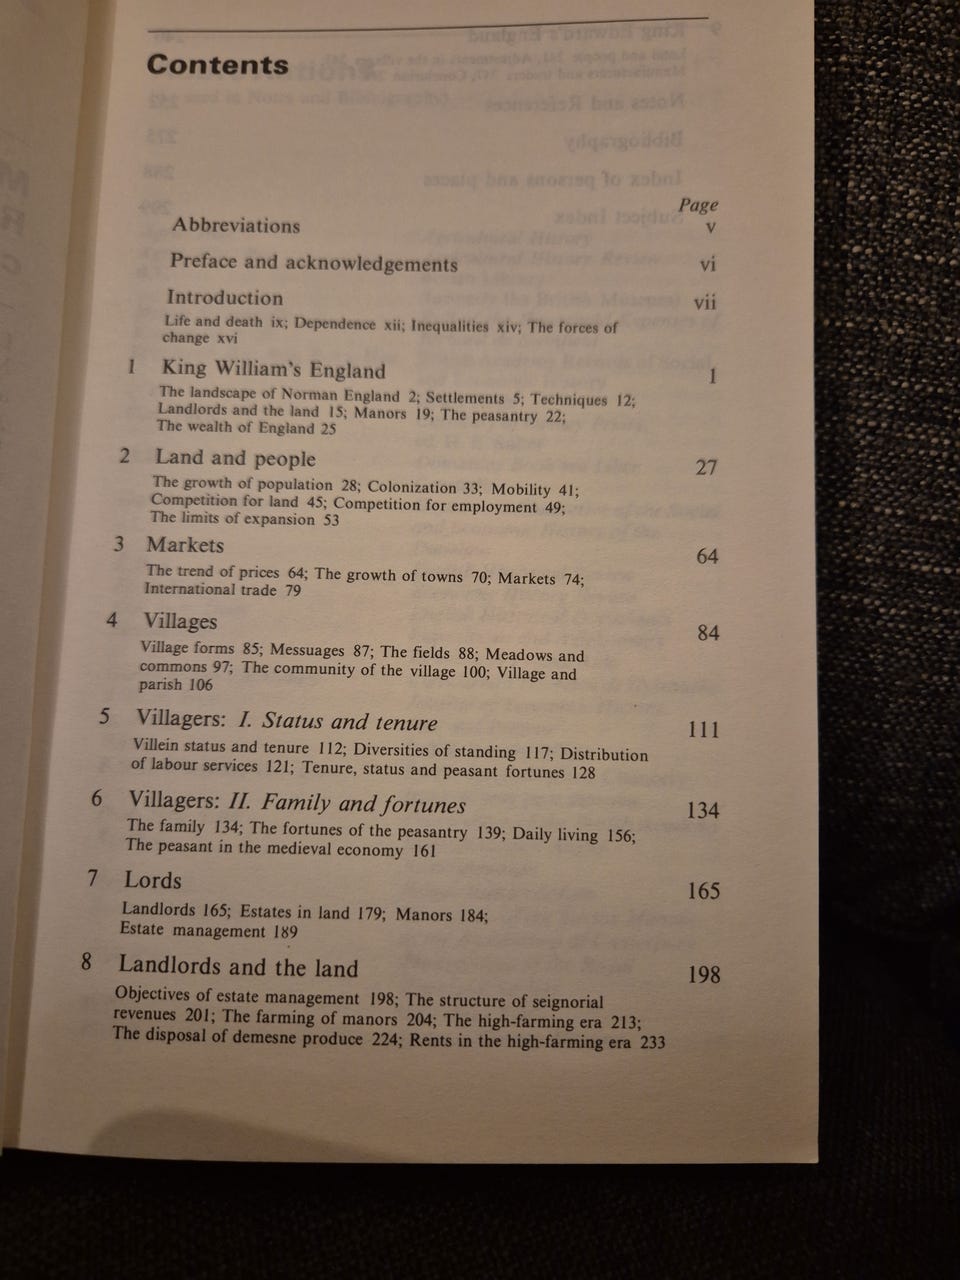 Contents
Page
Abbreviations v
Preface and acknowledgements vi
Introduction vii
Life and death ix; Dependence xii; Inequalities xiv; The forces of
change xvi
1 King William's England 1
The landscape of Norman England 2; Settlements 5; Techniques 12;
Landlords and the land 15; Manors 19; The peasantry 22;
The wealth of England 25
2 Land and people 27
The growth of population 28; Colonization 33; Mobility 41;
Competition for land 45; Competition for employment 49;
The limits of expansion 53
3 Markets 64
The trend of prices 64; The growth of towns 70; Markets 74;
International trade 79
4 Villages 84
Village forms 85; Messuages 87; The fields 88; Meadows and
commons 97; The community of the village 100; Village and
parish 106
5 Villagers: I. Status and tenure 111
Villein status and tenure 112; Diversities of standing 117; Distribution
of labour services 121; Tenure, status and peasant fortunes 128
6 Villagers: II. Family and fortunes 134
The family 134; The fortunes of the peasantry 139; Daily living 156;
The peasant in the medieval economy 161
7 Lords 165
Landlords 165; Estates in land 179; Manors 184;
Estate management 189
8 Landlords and the land 198
Objectives of estate management 198; The structure of seignorial
revenues 201; The farming of manors 204; The high-farming era 213;
The disposal of demesne produce 224; Rents in the high-farming era 233